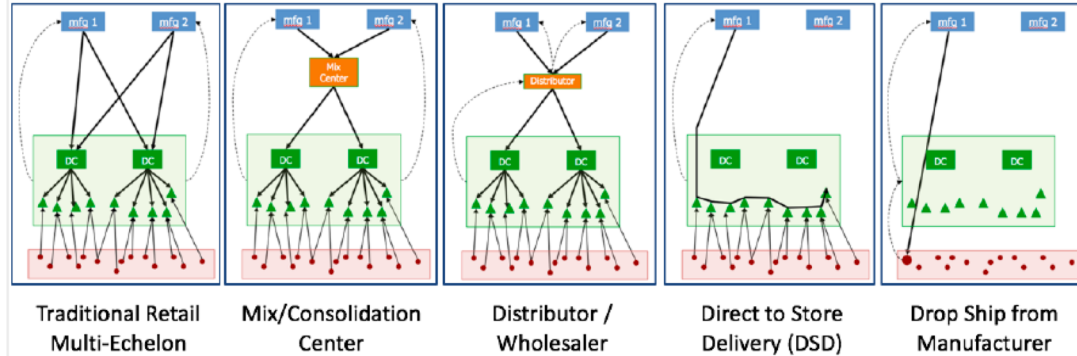 mfg 1
mfg 2
Mix
Center
DC
DC
Traditional Retail
Multi-Echelon
mfg 1
mfg 2
DC
DC
Mix/Consolidation
Center
mfg 1
mfg 2
Distributor
DC
DC
Distributor /
Wholesaler
mfg 1
mfg 2
DC
DC
Direct to Store
Delivery (DSD)
mfg 1
mfg 2
DC
DC
Drop Ship from
Manufacturer